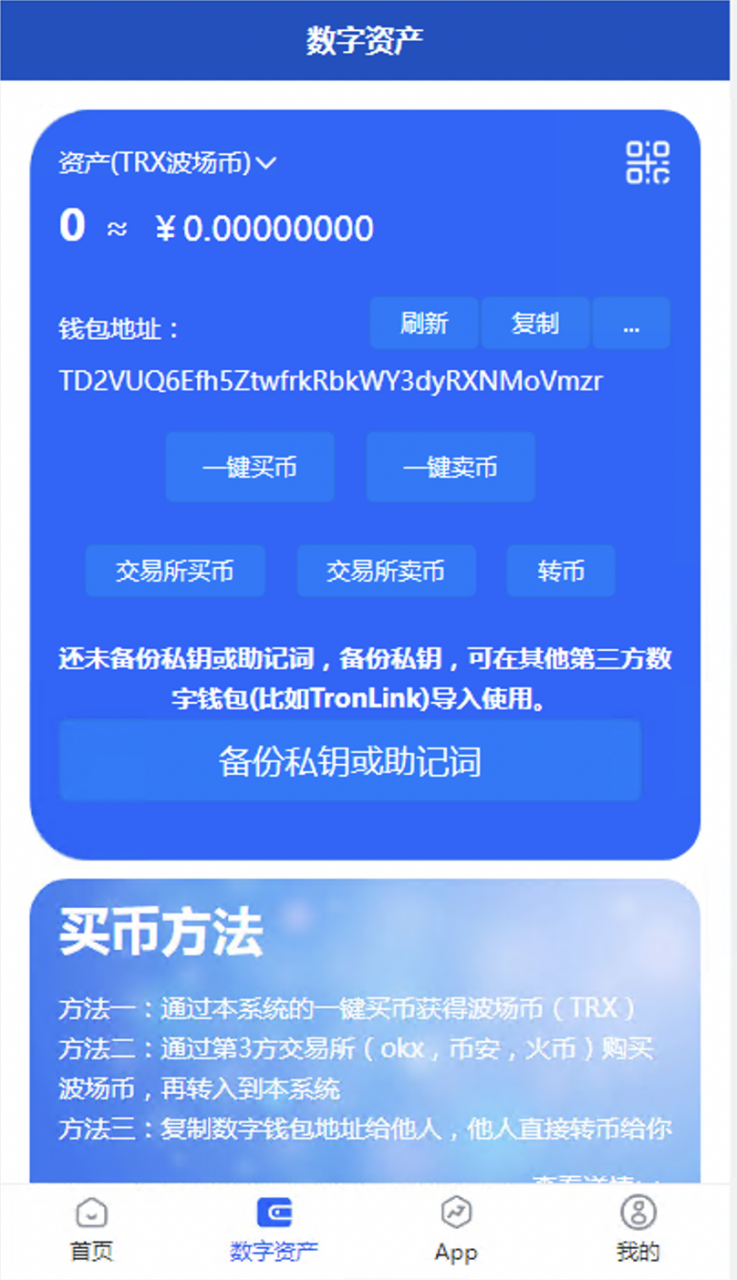 数字资产
资产(TRX波场币)
0 ≈ ¥0.00000000
钱包地址：
刷新
复制
...
TD2VUQ6Efh5ZtwfrkRbkWY3dyRXNMoVmzr
一键买币
一键卖币
交易所买币
交易所卖币
转币
还未备份私钥或助记词，备份私钥，可在其他第三方数
字钱包(比如TronLink)导入使用。
备份私钥或助记词
买币方法
方法一：通过本系统的一键买币获得波场币（TRX）
方法二：通过第3方交易所（okx，币安，火币）购买
波场币，再转入到本系统
方法三：复制数字钱包地址给他人，他人直接转币给你
首页
数字资产
App
我的